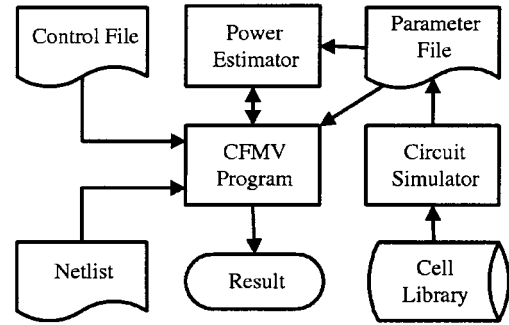 Control File
Power
Estimator
Parameter
File
CFMV
Program
Circuit
Simulator
Netlist
Result
Cell
Library